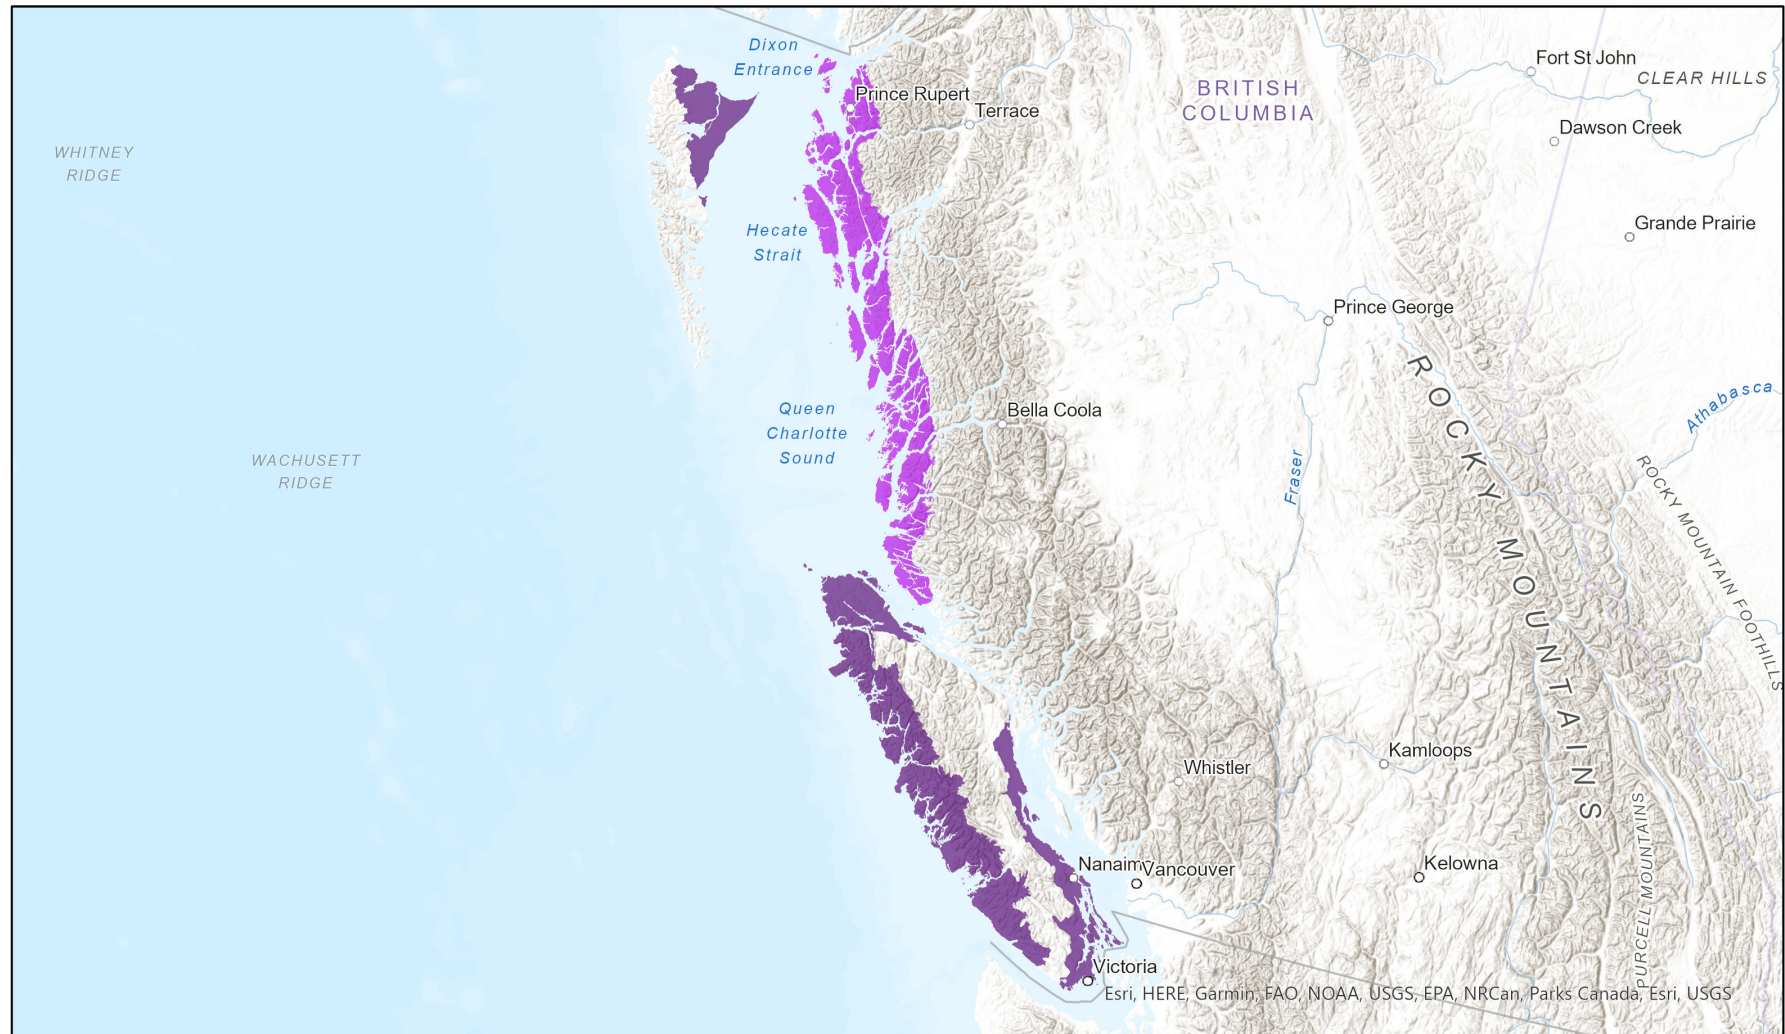 Dixon
Entrance
Fort St John
CLEAR HILLS
BRITISH
COLUMBIA
Prince Rupert
Terrace
Dawson Creek
WHITNEY
RIDGE
Grande Prairie
Hecate
Strait
Prince George
ROCKY MOUNTAINS
Athabasca
Queen
Charlotte
Sound
Bella Coola
WACHUSETT
RIDGE
Fraser
ROCKY MOUNTAIN FOOTHILLS
Kamloops
Whistler
PURCELL MOUNTAINS
Nanaimo
Vancouver
Kelowna
Victoria
Esri, HERE, Garmin, FAO, NOAA, USGS, EPA, NRCan, Parks Canada, Esri, USGS